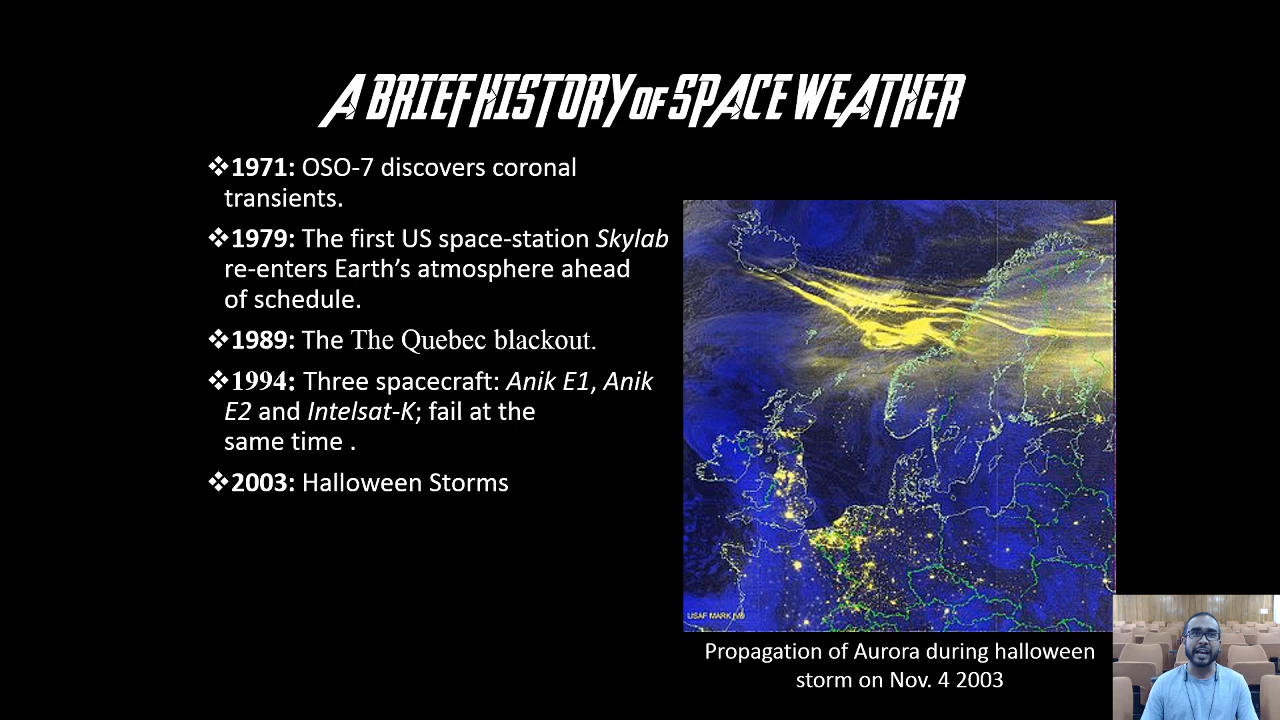 A BRIEF HISTORY OF SPACE WEATHER
❖1971: OSO-7 discovers coronal
transients.
❖1979: The first US space-station Skylab
re-enters Earth’s atmosphere ahead
of schedule.
❖1989: The The Quebec blackout.
❖1994: Three spacecraft: Anik E1, Anik
E2 and Intelsat-K; fail at the
same time .
❖2003: Halloween Storms
Propagation of Aurora during halloween
storm on Nov. 4 2003
USAF MARK IVB